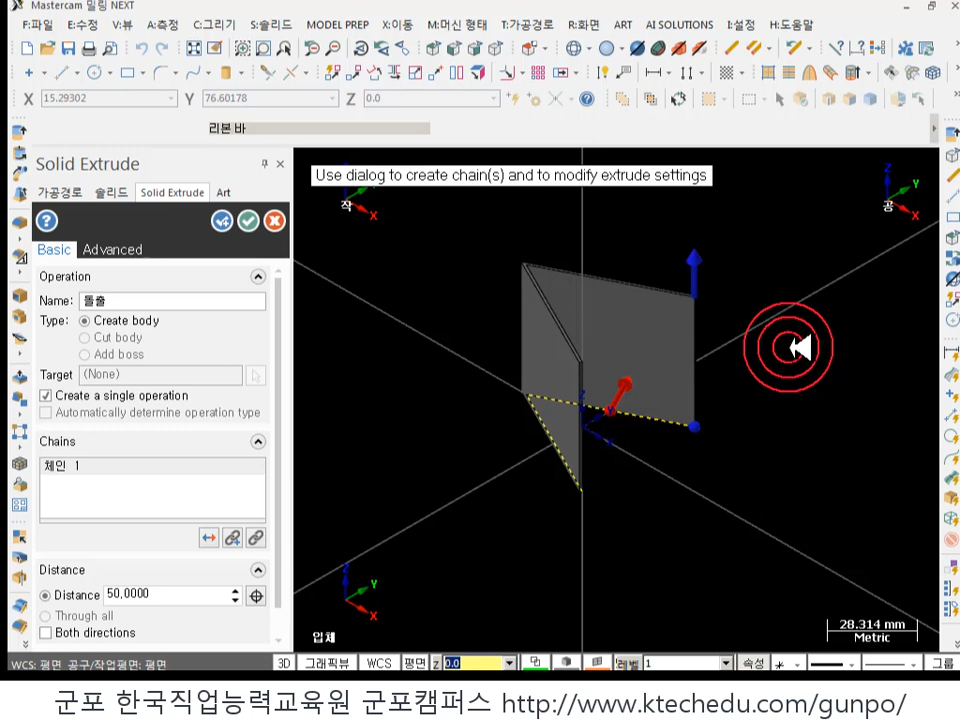 Mastercam 밀링 NEXT
F:파일 E:수정 V:뷰 A:측정 C:그리기 S:솔리드 MODEL PREP X:이동 M:머신 형태 T:가공경로 R:화면 ART AI SOLUTIONS I:설정 H:도움말
X 15.29302 Y 76.60178 Z 0.0
리본 바
Solid Extrude
가공경로 솔리드 Solid Extrude Art
Basic Advanced
Operation
Name: 돌출
Type: Create body
Cut body
Add boss
Target (None)
Create a single operation
Automatically determine operation type
Chains
체인 1
Distance
Distance 50.0000
Through all
Both directions
Use dialog to create chain(s) and to modify extrude settings
작 X
Z Y
공 X
Z
Y
X
입체
28.314 mm
Metric
WCS: 평면 공구/작업평면: 평면 3D 그래픽뷰 WCS 평면 Z 0.0 레벨 1 속성 그룹
군포 한국직업능력교육원 군포캠퍼스 http://www.ktechedu.com/gunpo/